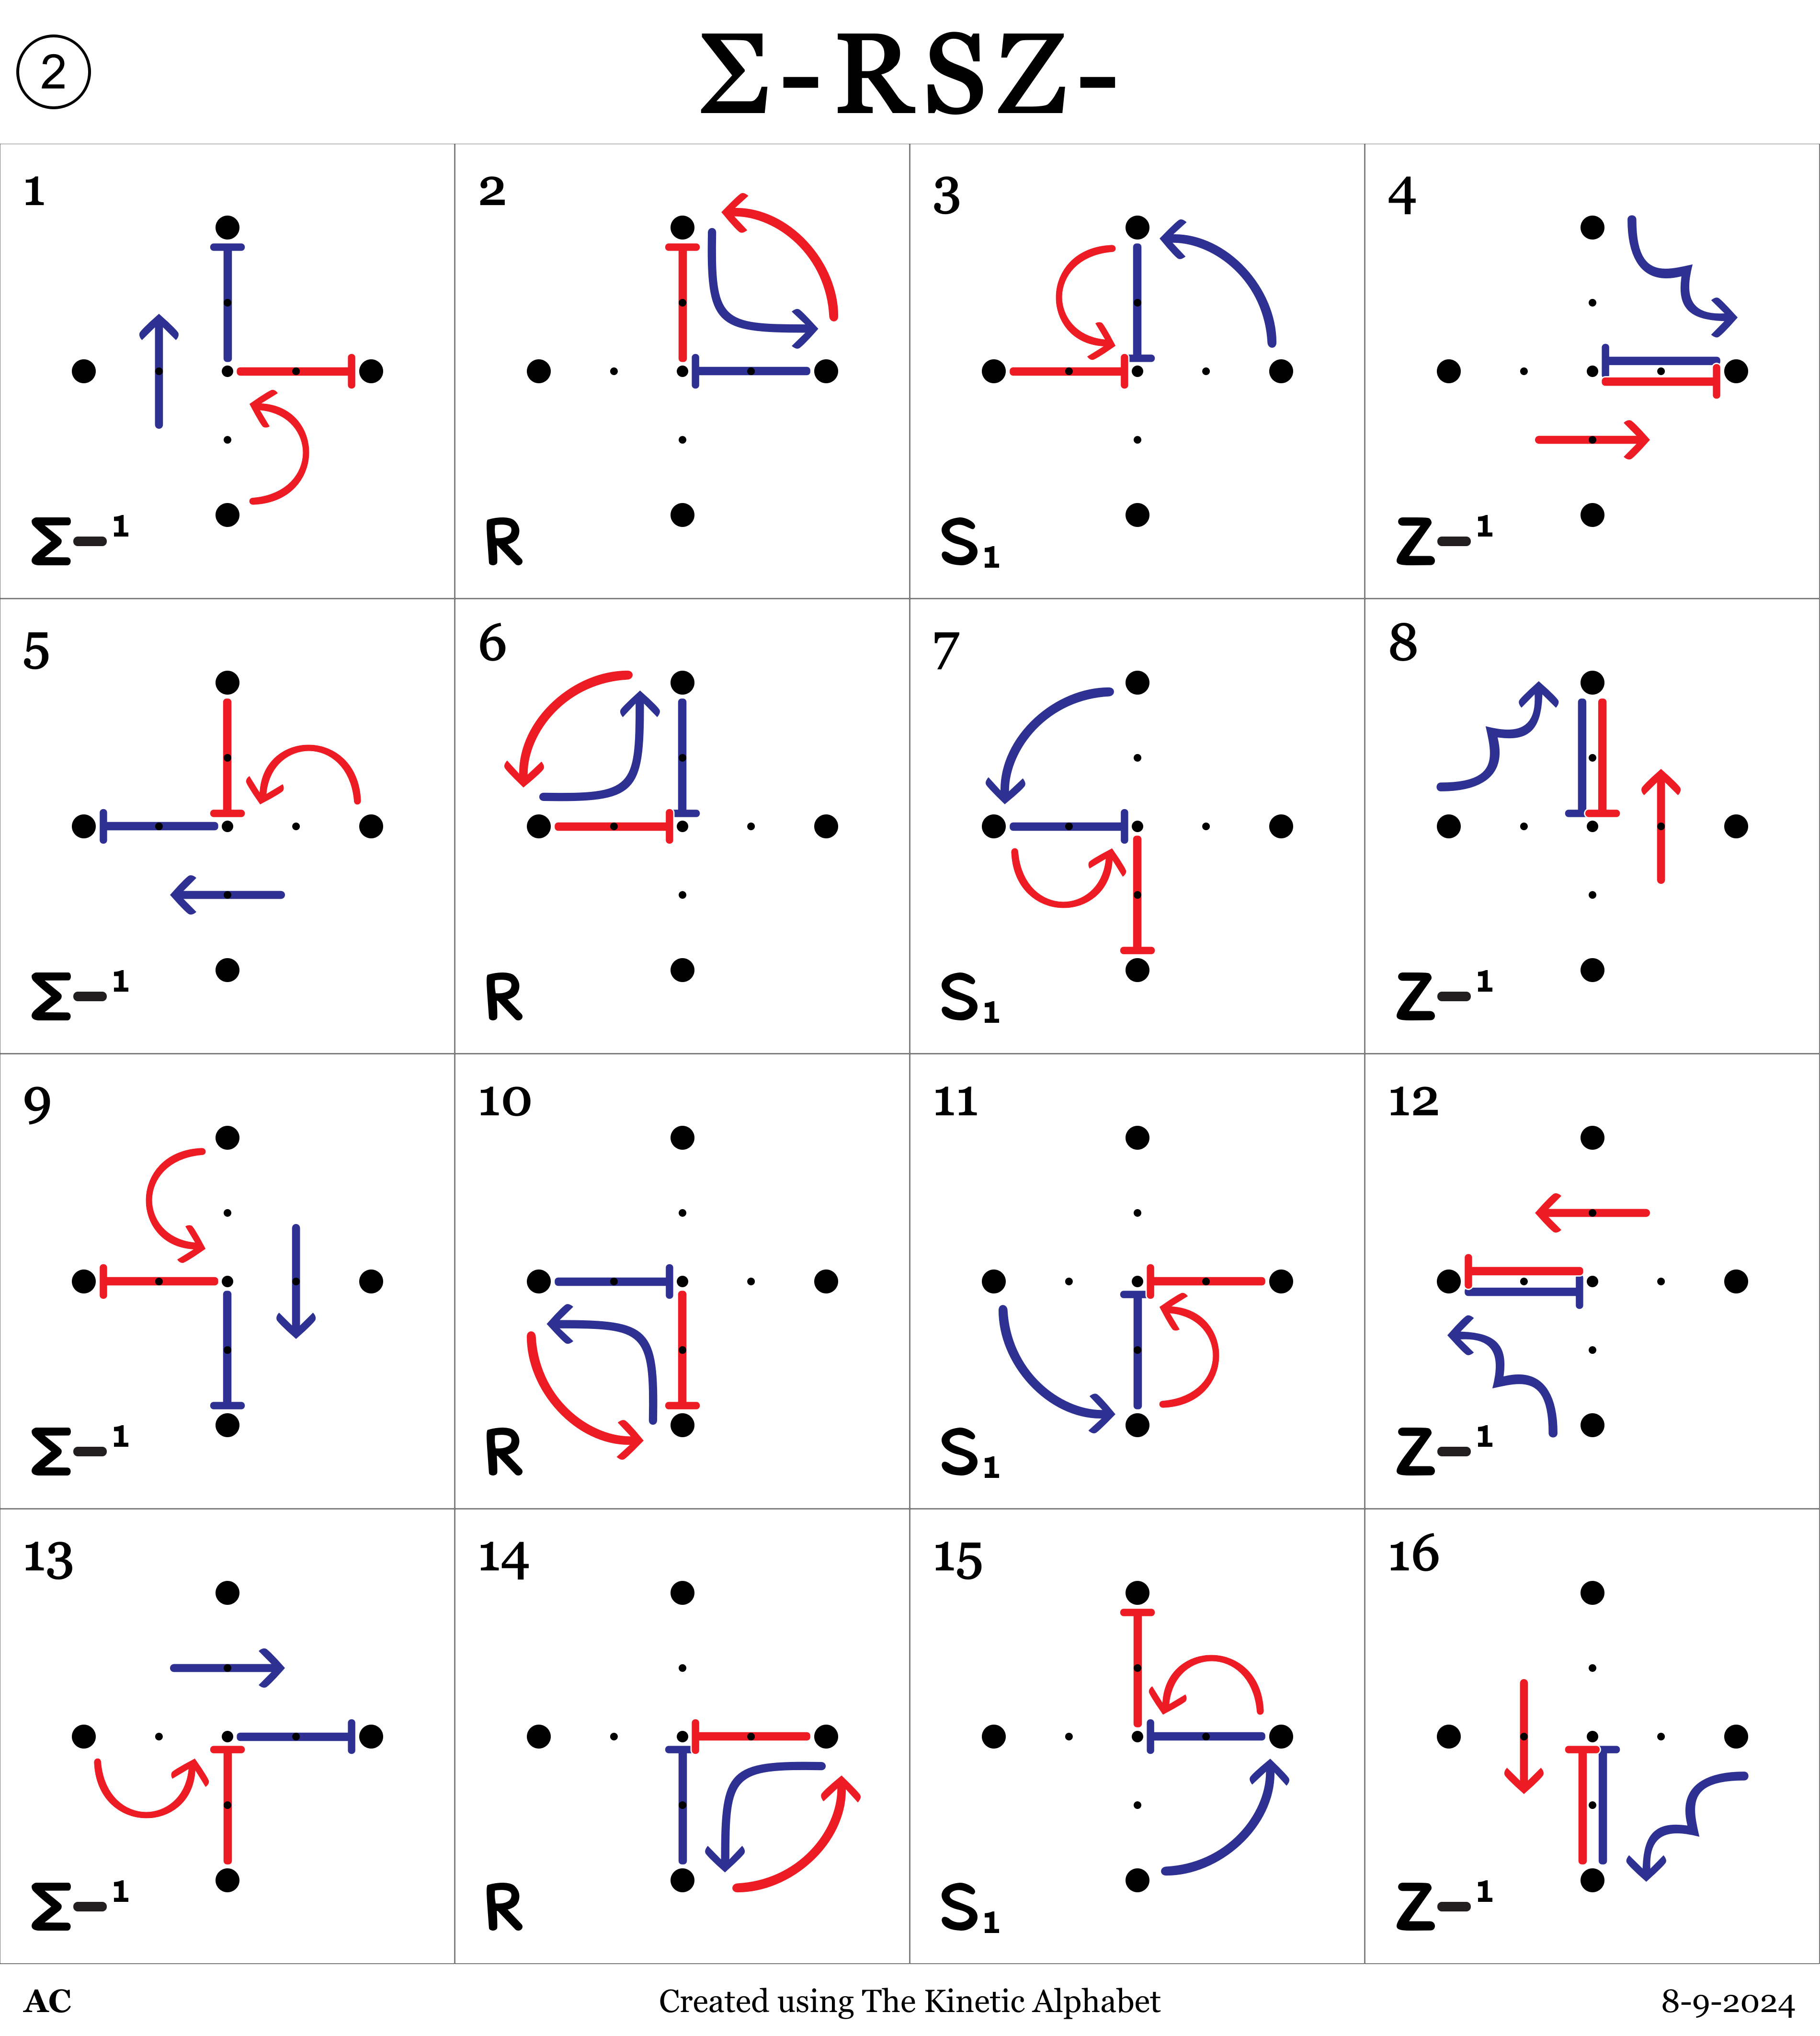 ② Σ-RSZ-
1 2 3 4
Σ-¹ R S₁ Z-¹
5 6 7 8
Σ-¹ R S₁ Z-¹
9 10 11 12
Σ-¹ R S₁ Z-¹
13 14 15 16
Σ-¹ R S₁ Z-¹
AC Created using The Kinetic Alphabet 8-9-2024